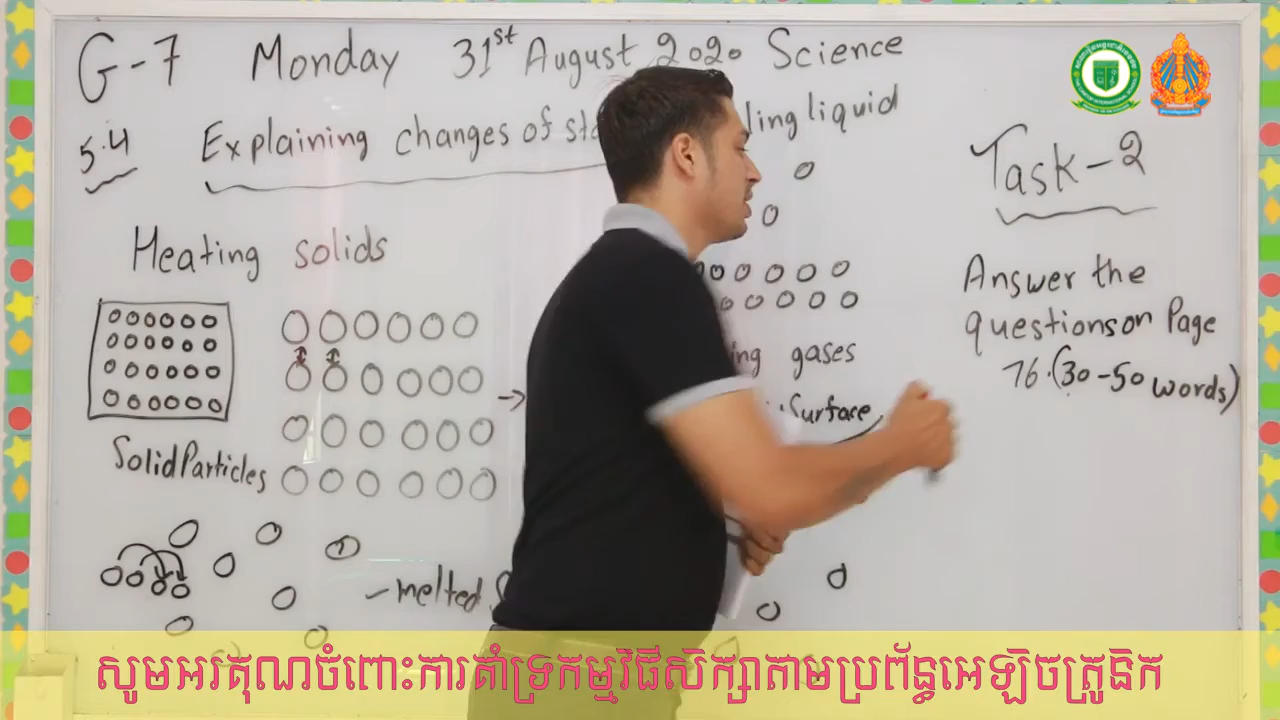 G-7 Monday 31st August 2020 Science
5.4 Explaining changes of liquid
Task-2
Heating solids
Answer the
questions on Page
76. (30-50 words)
gases
Surface
Solid Particles
melted
សូមអរគុណចំពោះការគាំទ្រកម្មវិធីសិក្សាតាមប្រព័ន្ធអេឡិចត្រូនិក